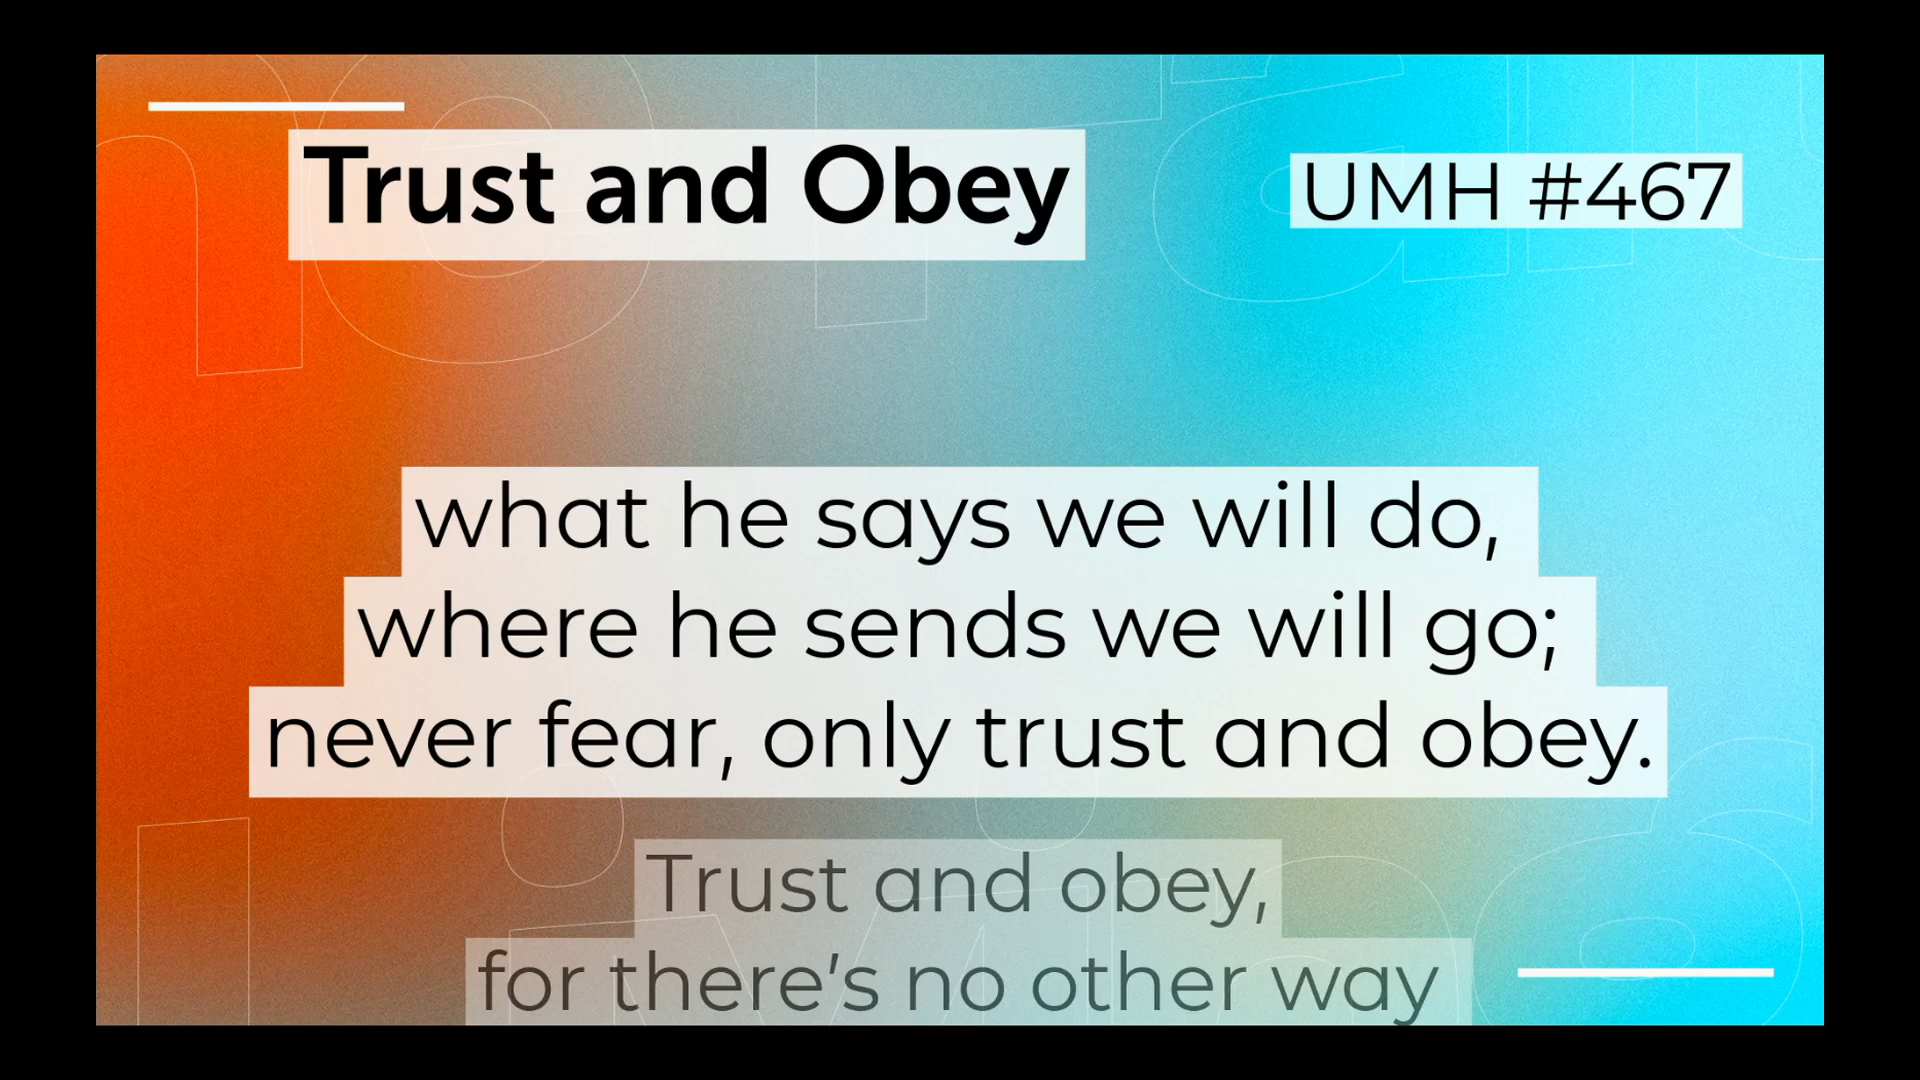 Trust and Obey
UMH #467
what he says we will do,
where he sends we will go;
never fear, only trust and obey.
Trust and obey,
for there's no other way